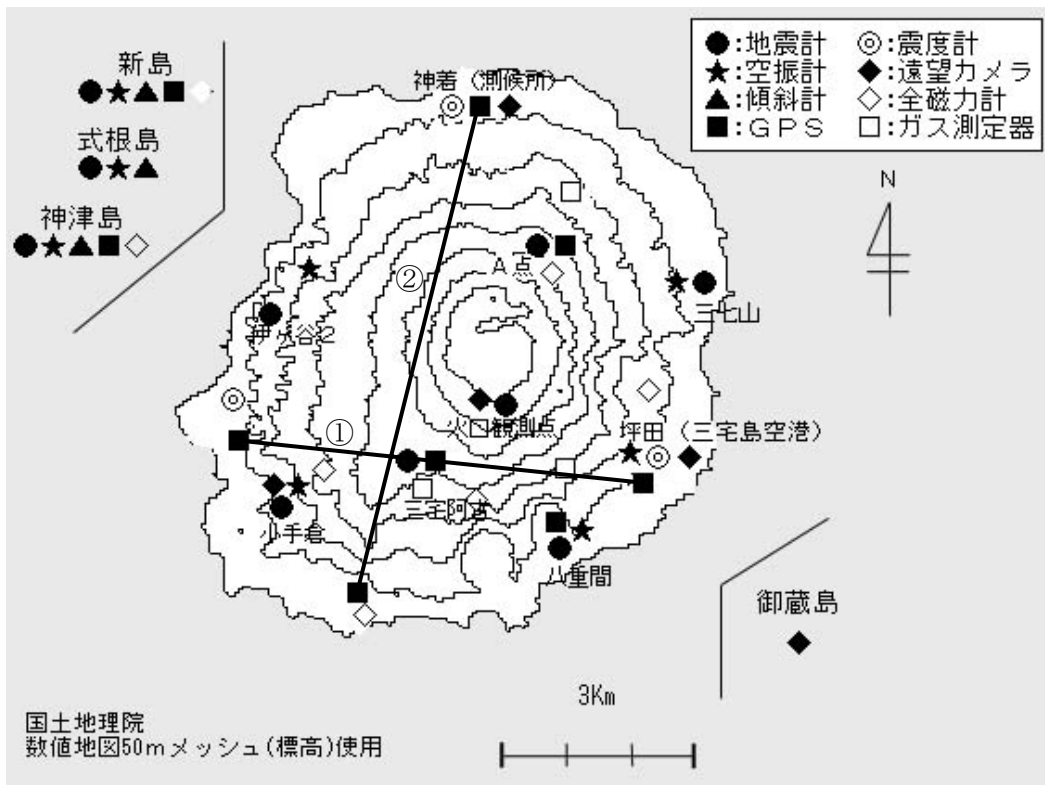 新島
式根島
神津島
●:地震計 ◎:震度計
★:空振計 ◆:遠望カメラ
▲:傾斜計 ◇:全磁力計
■:GPS □:ガス測定器
N
神着(測候所)
②
A点
三七山
伊ヶ谷2
火口観測点
坪田(三宅島空港)
①
三宅阿古
小手倉
八重間
御蔵島
3Km
国土地理院
数値地図50mメッシュ(標高)使用